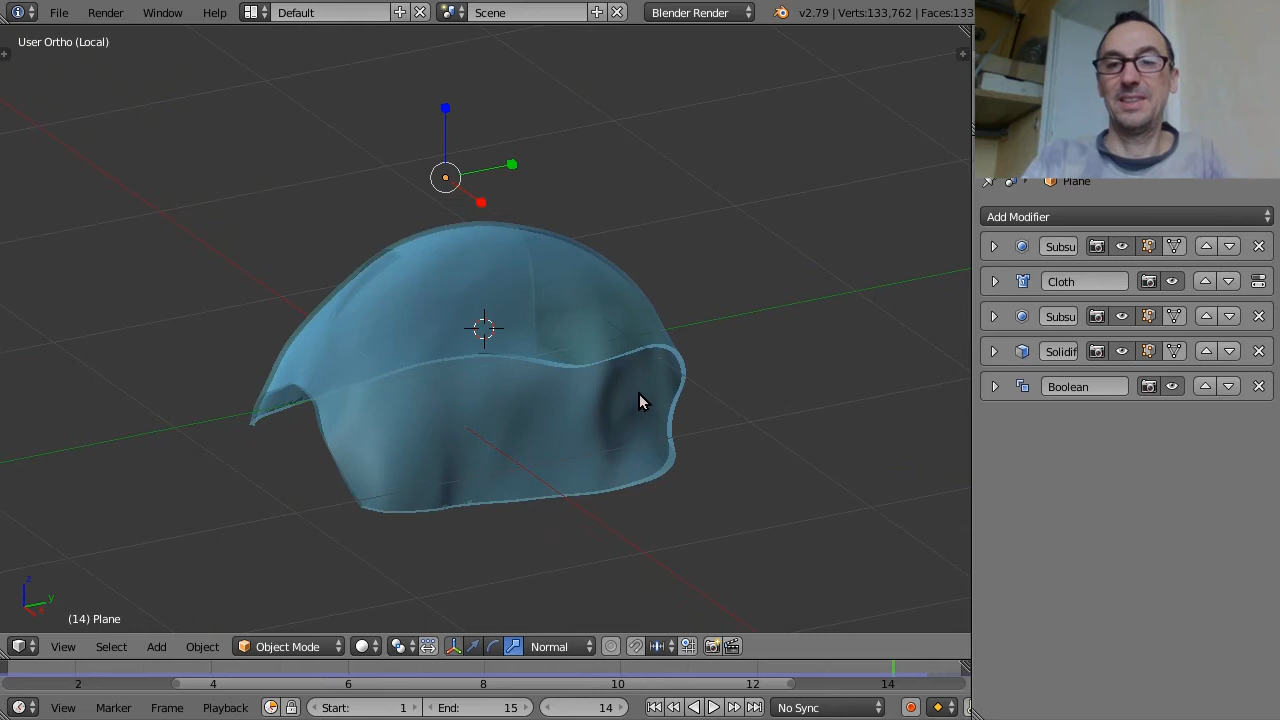 File Render Window Help Default Scene Blender Render v2.79 | Verts:133,762 | Faces:133
User Ortho (Local)
Plane
Add Modifier
Subsu
Cloth
Subsu
Solidif
Boolean
z
y
(14) Plane
View Select Add Object Object Mode Normal
2 4 6 8 10 12 14
View Marker Frame Playback Start: 1 End: 15 14 No Sync